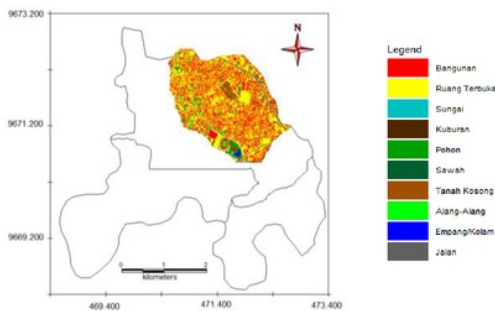 9673.200
N
9671.200
9669.200
0 1 2
kilometers
469.400 471.400 473.400
Legend
Bangunan
Ruang Terbuka
Sungai
Kuburan
Pohon
Sawah
Tanah Kosong
Alang-Alang
Empang/Kolam
Jalan